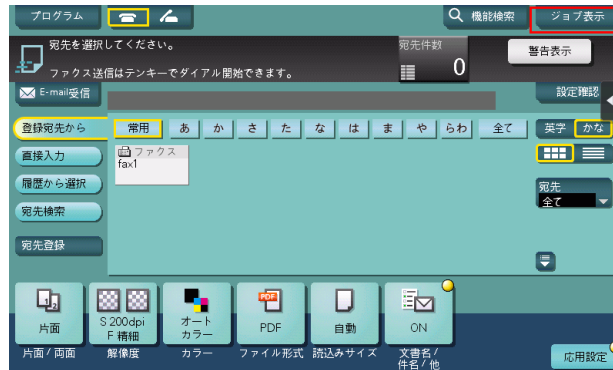 プログラム
機能検索
ジョブ表示
宛先を選択してください。
宛先件数
警告表示
ファクス送信はテンキーでダイアル開始できます。
0
E-mail受信
設定確認
登録宛先から
常用 あ か さ た な は ま や らわ 全て
英字 かな
直接入力
ファクス
fax1
履歴から選択
宛先
全て
宛先検索
宛先登録
片面
S 200dpi
F 精細
オート
カラー
PDF
PDF
自動
ON
片面 / 両面
解像度
カラー
ファイル形式
読込みサイズ
文書名 /
件名 / 他
応用設定